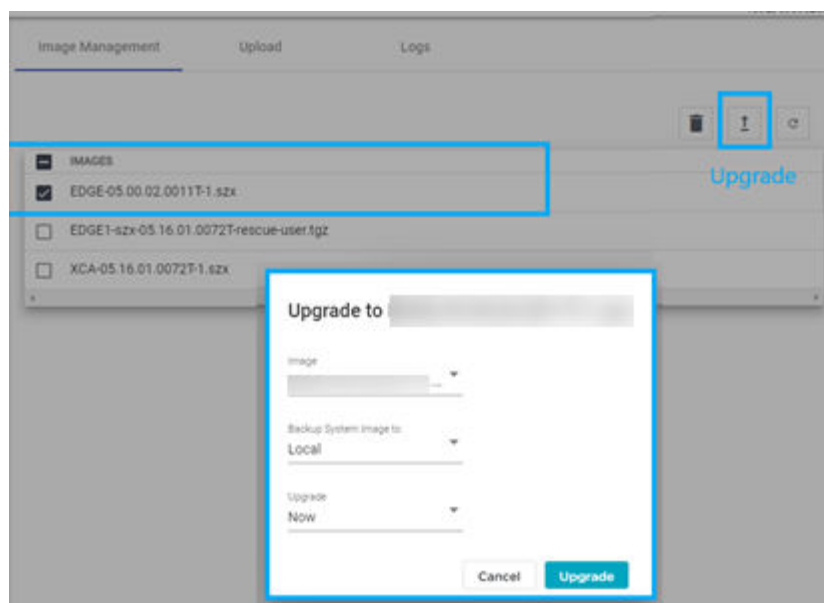 Image Management Upload Logs
Upgrade
IMAGES
EDGE-05.00.02.0011T-1.szx
EDGE1-szx-05.16.01.0072T-rescue-user.tgz
XCA-05.16.01.0072T-1.szx
Upgrade to
Image
...
Backup System Image to
Local
Upgrade
Now
Cancel Upgrade